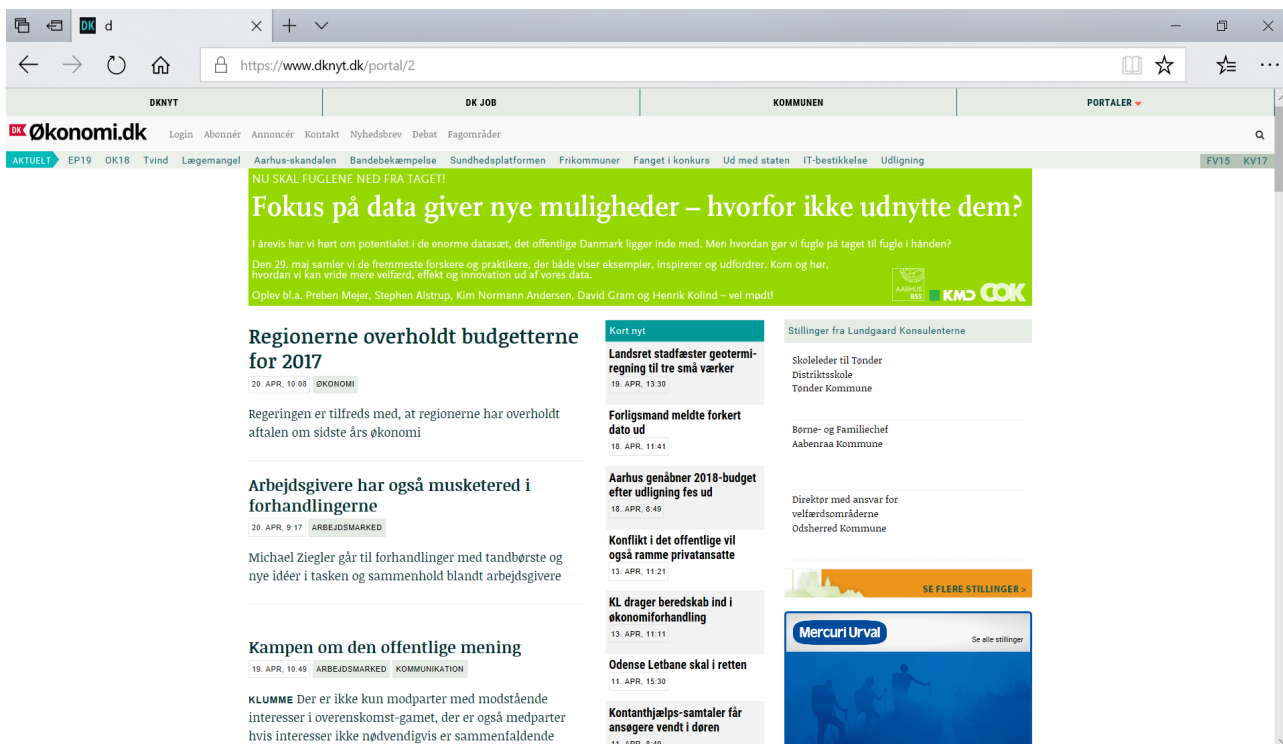 DK d
https://www.dknyt.dk/portal/2
DKNYT DK JOB KOMMUNEN PORTALER
DK Økonomi.dk Login Abonnér Annoncér Kontakt Nyhedsbrev Debat Fagområder
AKTUELT EP19 OK18 Tvind Lægemangel Aarhus-skandalen Bandebekæmpelse Sundhedsplatformen Frikommuner Fanget i konkurs Ud med staten IT-bestikkelse Udligning FV15 KV17
NU SKAL FUGLENE NED FRA TAGET!
Fokus på data giver nye muligheder – hvorfor ikke udnytte dem?
I årevis har vi hørt om potentialet i de enorme datasæt, det offentlige Danmark ligger inde med. Men hvordan gør vi fugle på taget til fugle i hånden?
Den 29. maj samler vi de fremmeste forskere og praktikere, der både viser eksempler, inspirerer og udfordrer. Kom og hør,
hvordan vi kan vride mere velfærd, effekt og innovation ud af vores data.
Oplev bl.a. Preben Mejer, Stephen Alstrup, Kim Normann Andersen, David Gram og Henrik Kolind – vel mødt!
AARHUS
BSS
KMD COK
Regionerne overholdt budgetterne
for 2017
20. APR, 10:08 ØKONOMI
Regeringen er tilfreds med, at regionerne har overholdt
aftalen om sidste års økonomi
Arbejdsgivere har også musketered i
forhandlingerne
20. APR, 9:17 ARBEJDSMARKED
Michael Ziegler går til forhandlinger med tandbørste og
nye idéer i tasken og sammenhold blandt arbejdsgivere
Kampen om den offentlige mening
19. APR, 10:49 ARBEJDSMARKED KOMMUNIKATION
KLUMME Der er ikke kun modparter med modstående
interesser i overenskomst-gamet, der er også medparter
hvis interesser ikke nødvendigvis er sammenfaldende
Kort nyt
Landsret stadfæster geotermi-
regning til tre små værker
19. APR, 13:30
Forligsmand meldte forkert
dato ud
18. APR, 11:41
Aarhus genåbner 2018-budget
efter udligning fes ud
18. APR, 8:49
Konflikt i det offentlige vil
også ramme privatansatte
13. APR, 11:21
KL drager beredskab ind i
økonomiforhandling
13. APR, 11:11
Odense Letbane skal i retten
11. APR, 15:30
Kontanthjælps-samtaler får
ansøgere vendt i døren
11. APR, 8:49
Stillinger fra Lundgaard Konsulenterne
Skoleleder til Tønder
Distriktsskole
Tønder Kommune
Børne- og Familiechef
Aabenraa Kommune
Direktør med ansvar for
velfærdsområderne
Odsherred Kommune
SE FLERE STILLINGER >
Mercuri Urval
Se alle stillinger